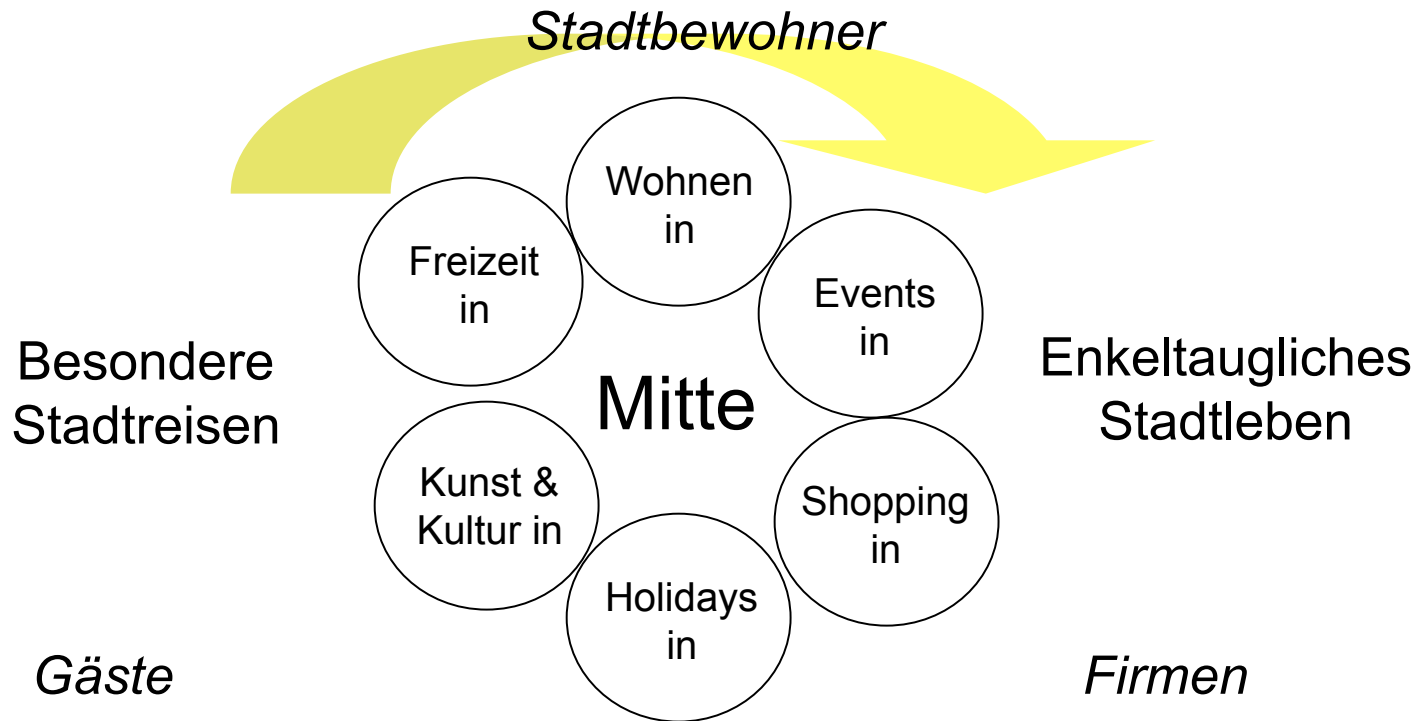 Stadtbewohner
Wohnen
in
Freizeit
in
Events
in
Besondere
Stadtreisen
Mitte
Enkeltaugliches
Stadtleben
Kunst &
Kultur in
Shopping
in
Holidays
in
Gäste
Firmen